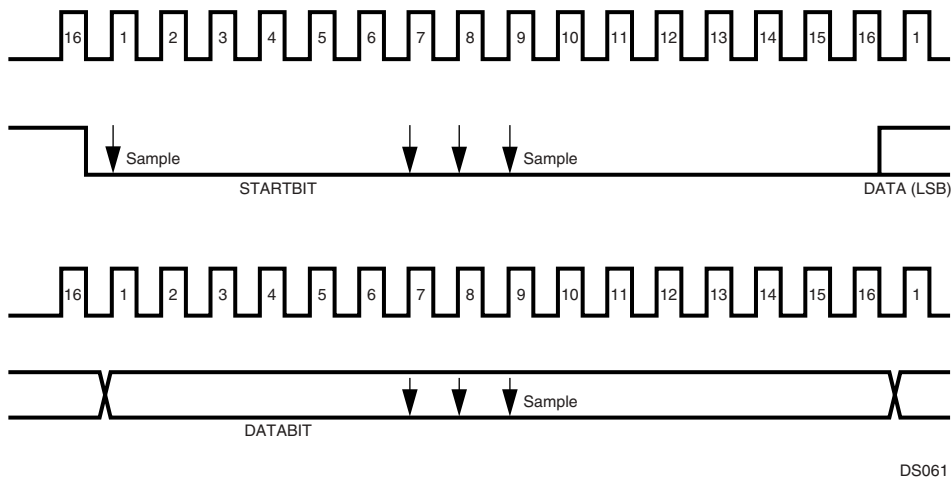 16 1 2 3 4 5 6 7 8 9 10 11 12 13 14 15 16 1
Sample Sample
STARTBIT DATA (LSB)
16 1 2 3 4 5 6 7 8 9 10 11 12 13 14 15 16 1
Sample
DATABIT
DS061